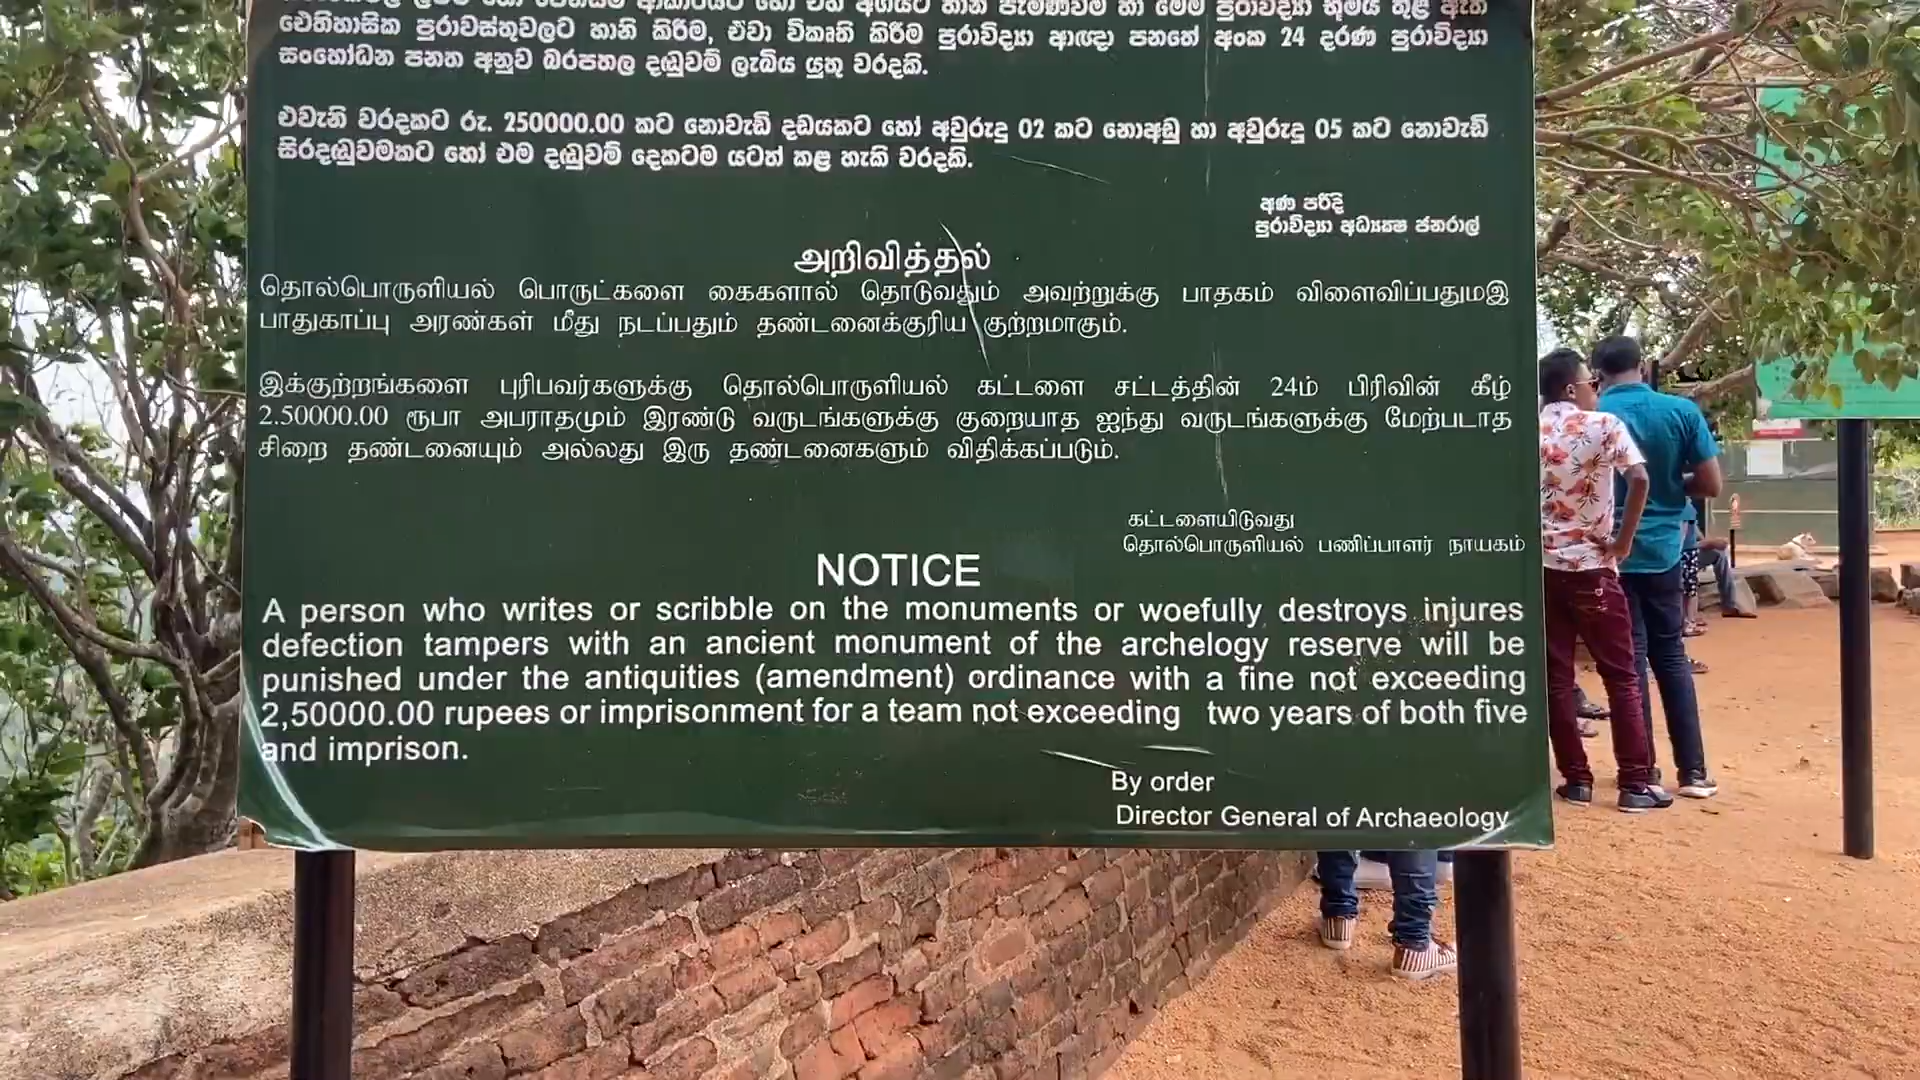 ඓතිහාසික පුරාවස්තුවලට හානි කිරීම, ඒවා විකෘති කිරීම පුරාවිද්‍යා ආඥා පනතේ අංක 24 දරණ පුරාවිද්‍යා
සංශෝධන පනත අනුව බරපතල දඬුවම් ලැබිය යුතු වරදකි.
එවැනි වරදකට රු. 250000.00 කට නොවැඩි දඩයකට හෝ අවුරුදු 02 කට නොඅඩු හා අවුරුදු 05 කට නොවැඩි
සිරදඬුවමකට හෝ එම දඬුවම් දෙකටම යටත් කළ හැකි වරදකි.
අණ පරිදි
පුරාවිද්‍යා අධ්‍යක්ෂ ජනරාල්
அறிவித்தல்
தொல்பொருளியல் பொருட்களை கைகளால் தொடுவதும் அவற்றுக்கு பாதகம் விளைவிப்பதுமஇ
பாதுகாப்பு அரண்கள் மீது நடப்பதும் தண்டனைக்குரிய குற்றமாகும்.
இக்குற்றங்களை புரிபவர்களுக்கு தொல்பொருளியல் கட்டளை சட்டத்தின் 24ம் பிரிவின் கீழ்
2.50000.00 ரூபா அபராதமும் இரண்டு வருடங்களுக்கு குறையாத ஐந்து வருடங்களுக்கு மேற்படாத
சிறை தண்டனையும் அல்லது இரு தண்டனைகளும் விதிக்கப்படும்.
கட்டளையிடுவது
தொல்பொருளியல் பணிப்பாளர் நாயகம்
NOTICE
A person who writes or scribble on the monuments or woefully destroys injures
defection tampers with an ancient monument of the archelogy reserve will be
punished under the antiquities (amendment) ordinance with a fine not exceeding
2,50000.00 rupees or imprisonment for a team not exceeding two years of both five
and imprison.
By order
Director General of Archaeology